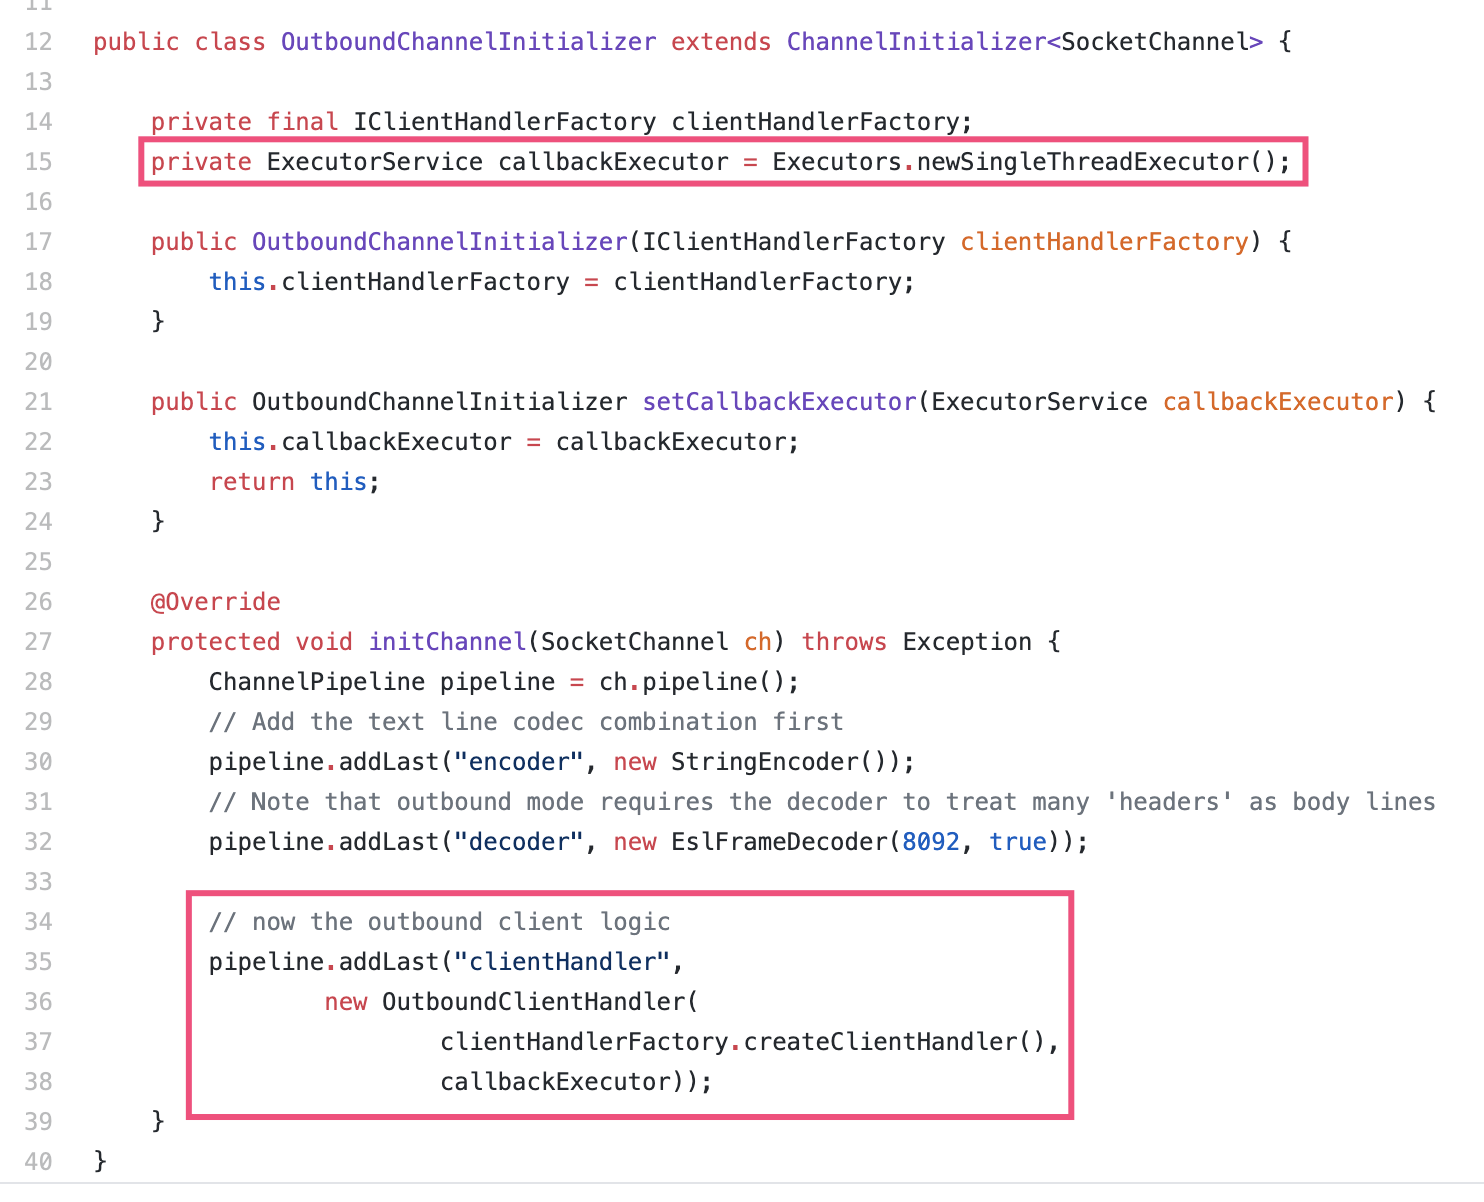 11
12 public class OutboundChannelInitializer extends ChannelInitializer<SocketChannel> {
13
14     private final IClientHandlerFactory clientHandlerFactory;
15     private ExecutorService callbackExecutor = Executors.newSingleThreadExecutor();
16
17     public OutboundChannelInitializer(IClientHandlerFactory clientHandlerFactory) {
18         this.clientHandlerFactory = clientHandlerFactory;
19     }
20
21     public OutboundChannelInitializer setCallbackExecutor(ExecutorService callbackExecutor) {
22         this.callbackExecutor = callbackExecutor;
23         return this;
24     }
25
26     @Override
27     protected void initChannel(SocketChannel ch) throws Exception {
28         ChannelPipeline pipeline = ch.pipeline();
29         // Add the text line codec combination first
30         pipeline.addLast("encoder", new StringEncoder());
31         // Note that outbound mode requires the decoder to treat many 'headers' as body lines
32         pipeline.addLast("decoder", new EslFrameDecoder(8092, true));
33
34         // now the outbound client logic
35         pipeline.addLast("clientHandler",
36                 new OutboundClientHandler(
37                         clientHandlerFactory.createClientHandler(),
38                         callbackExecutor));
39     }
40 }